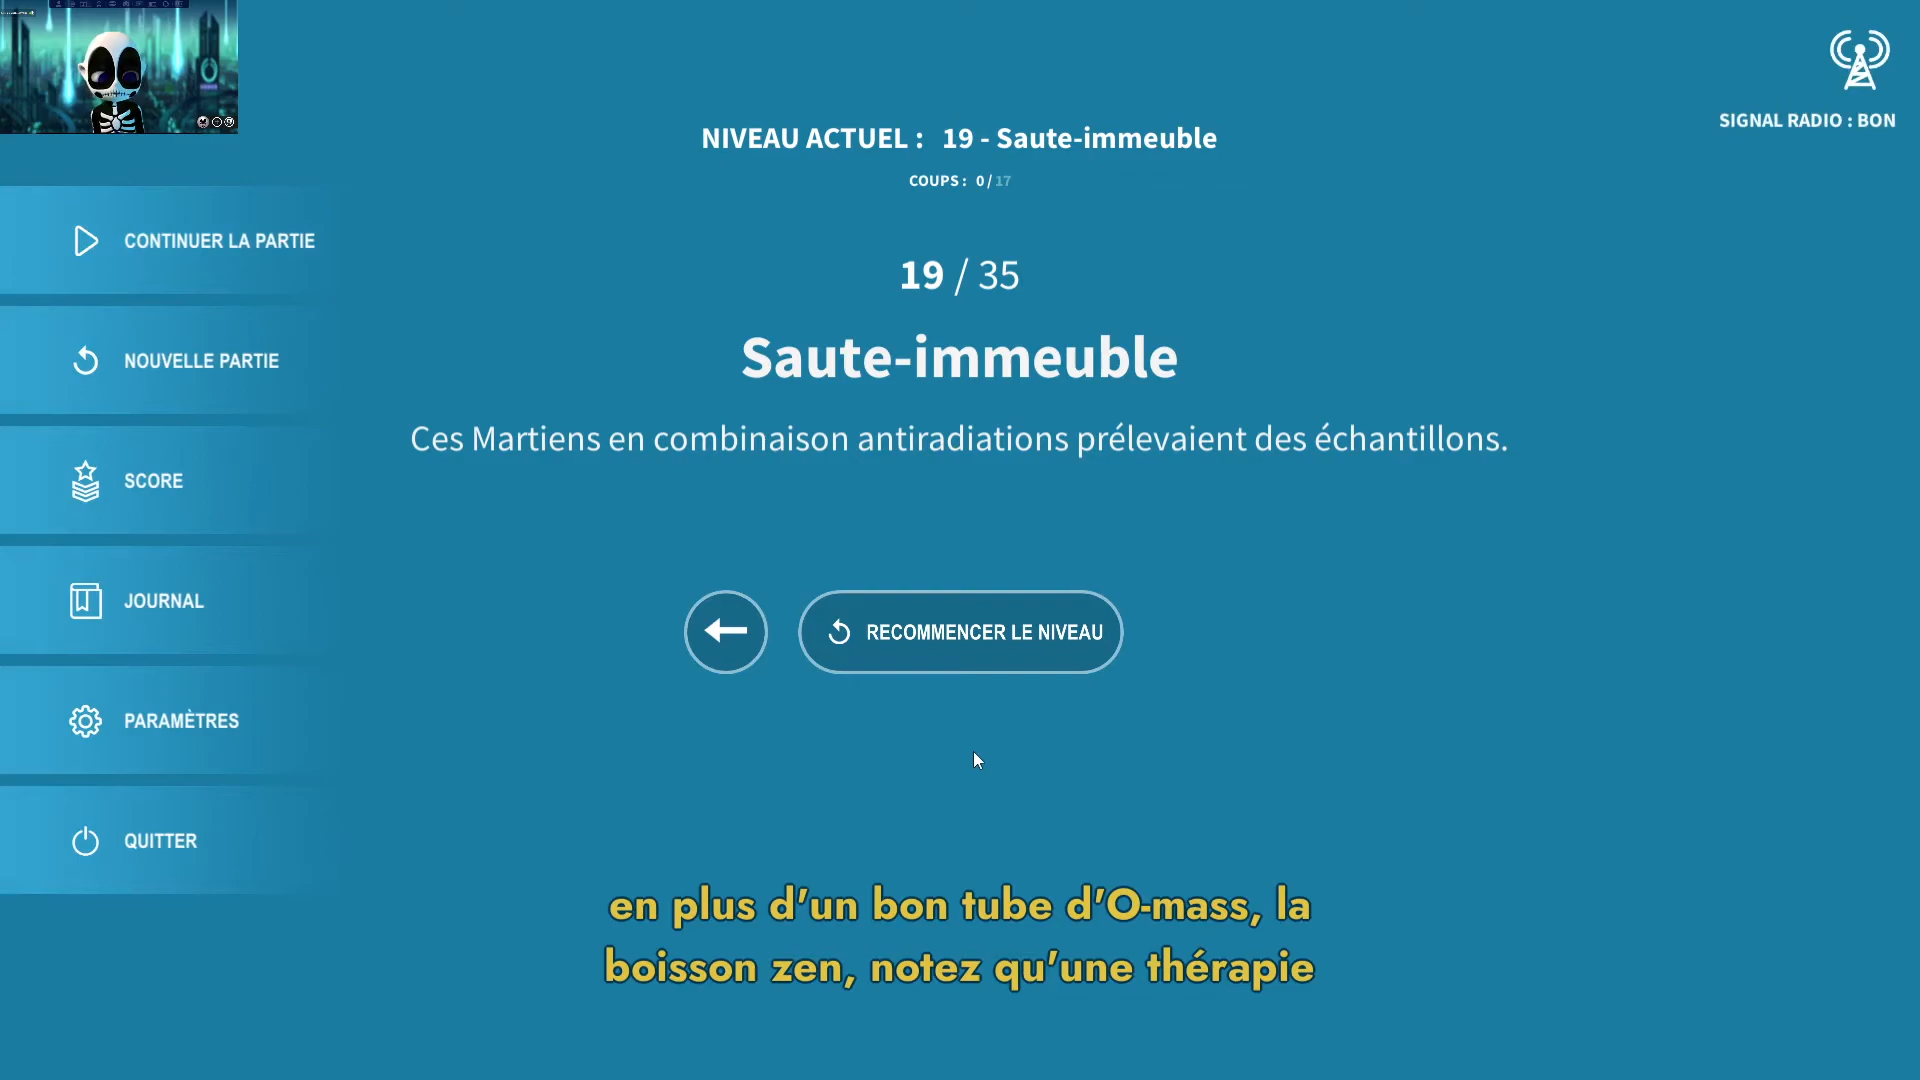 SIGNAL RADIO : BON
NIVEAU ACTUEL : 19 - Saute-immeuble
COUPS : 0 / 17
CONTINUER LA PARTIE
NOUVELLE PARTIE
SCORE
JOURNAL
PARAMÈTRES
QUITTER
19 / 35
Saute-immeuble
Ces Martiens en combinaison antiradiations prélevaient des échantillons.
RECOMMENCER LE NIVEAU
en plus d'un bon tube d'O-mass, la
boisson zen, notez qu'une thérapie